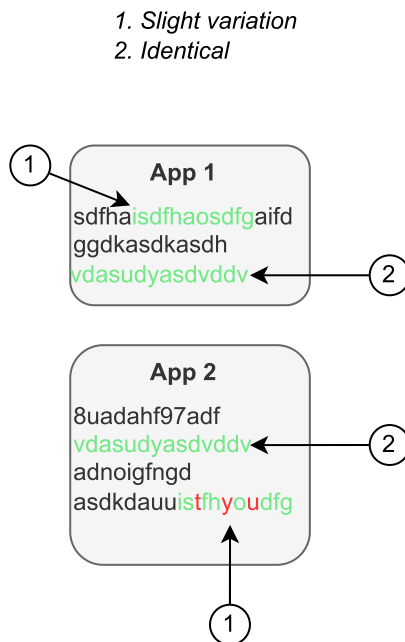 1. Slight variation
2. Identical
App 1
1
sdfhaisdfhaosdfgaifd
ggdkasdkasdh
vdasudyasdvddv
2
App 2
8uadahf97adf
vdasudyasdvddv
2
adnoigfngd
asdkdauuistfhyoudfg
1